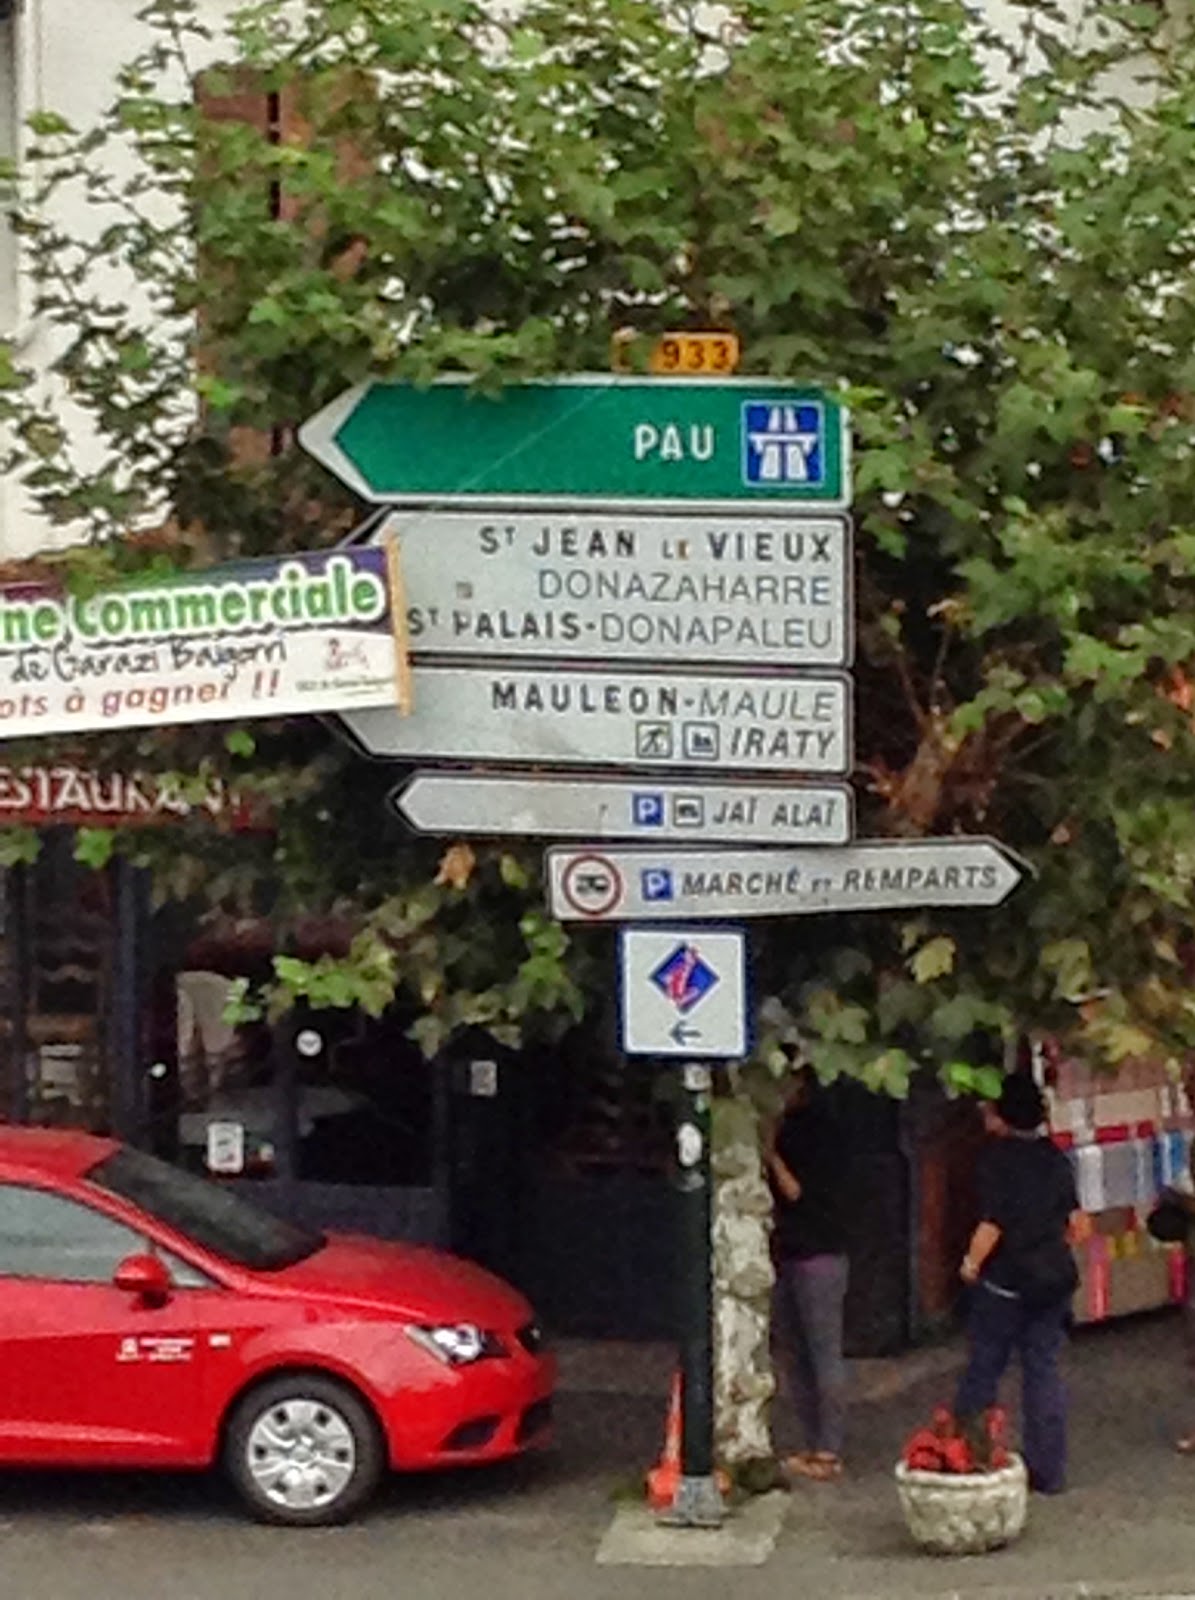 933
PAU
ST JEAN LE VIEUX
DONAZAHARRE
ST PALAIS-DONAPALEU
ne Commerciale
de Garazi Baigorri
ots à gagner !!
MAULEON-MAULE
IRATY
ESTAURANT
P JAÏ ALAÏ
P MARCHÉ ET REMPARTS
i